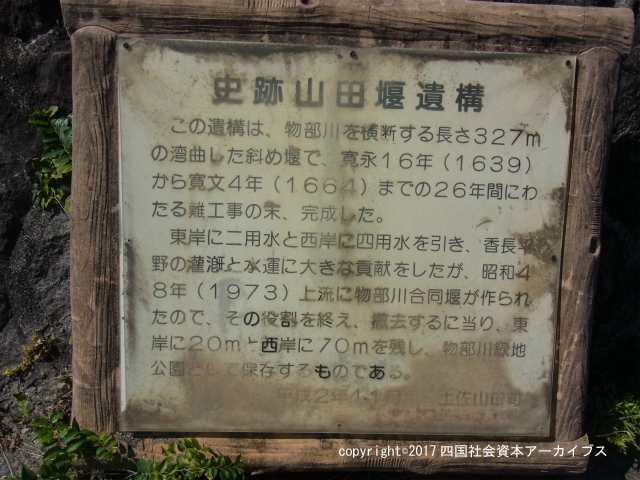 史跡山田堰遺構
この遺構は、物部川を横断する長さ327m
の湾曲した斜め堰で、寛永16年（1639）
から寛文4年（1664）までの26年間にわ
たる難工事の末、完成した。
東岸に二用水と西岸に四用水を引き、香長平
野の灌漑と水運に大きな貢献をしたが、昭和4
8年（1973）上流に物部川合同堰が作られ
たので、その役割を終え、撤去するに当り、東
岸に20mと西岸に70mを残し、物部川緑地
公園として保存するものである。
平成2年11月 土佐山田町
copyright©2017 四国社会資本アーカイブス